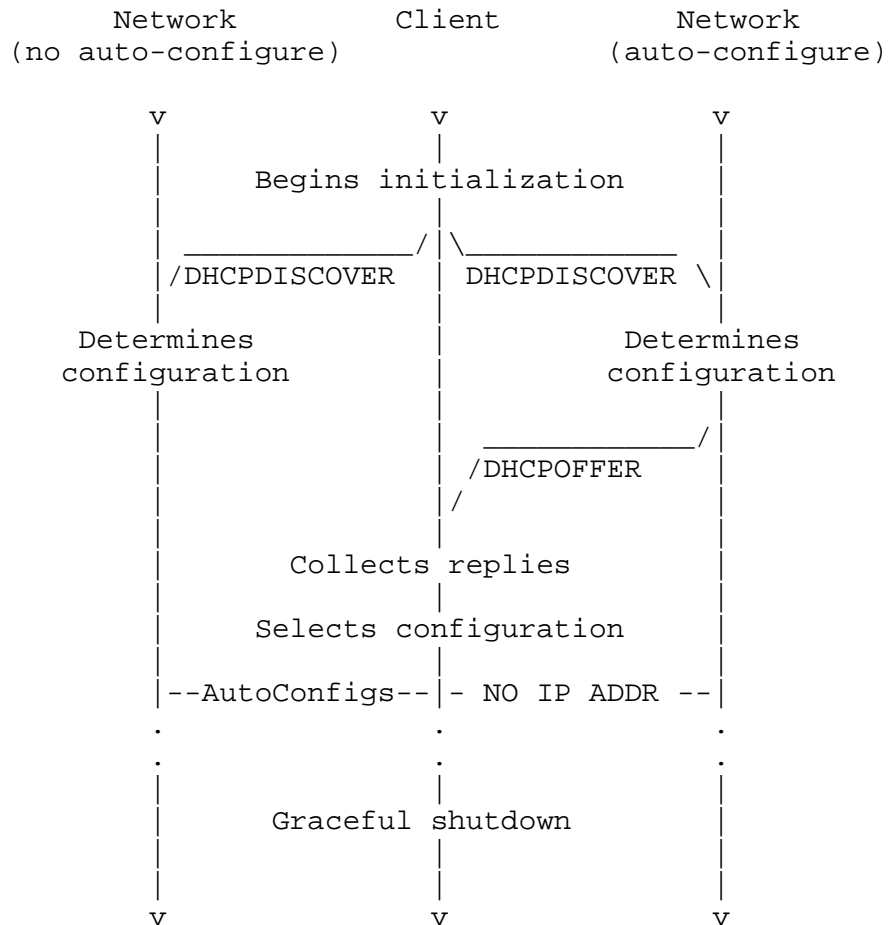 Network Client Network
(no auto-configure) (auto-configure)
v v v
Begins initialization
/DHCPDISCOVER DHCPDISCOVER \
Determines Determines
configuration configuration
/DHCPOFFER
Collects replies
Selects configuration
--AutoConfigs-- - NO IP ADDR --
Graceful shutdown
v v v